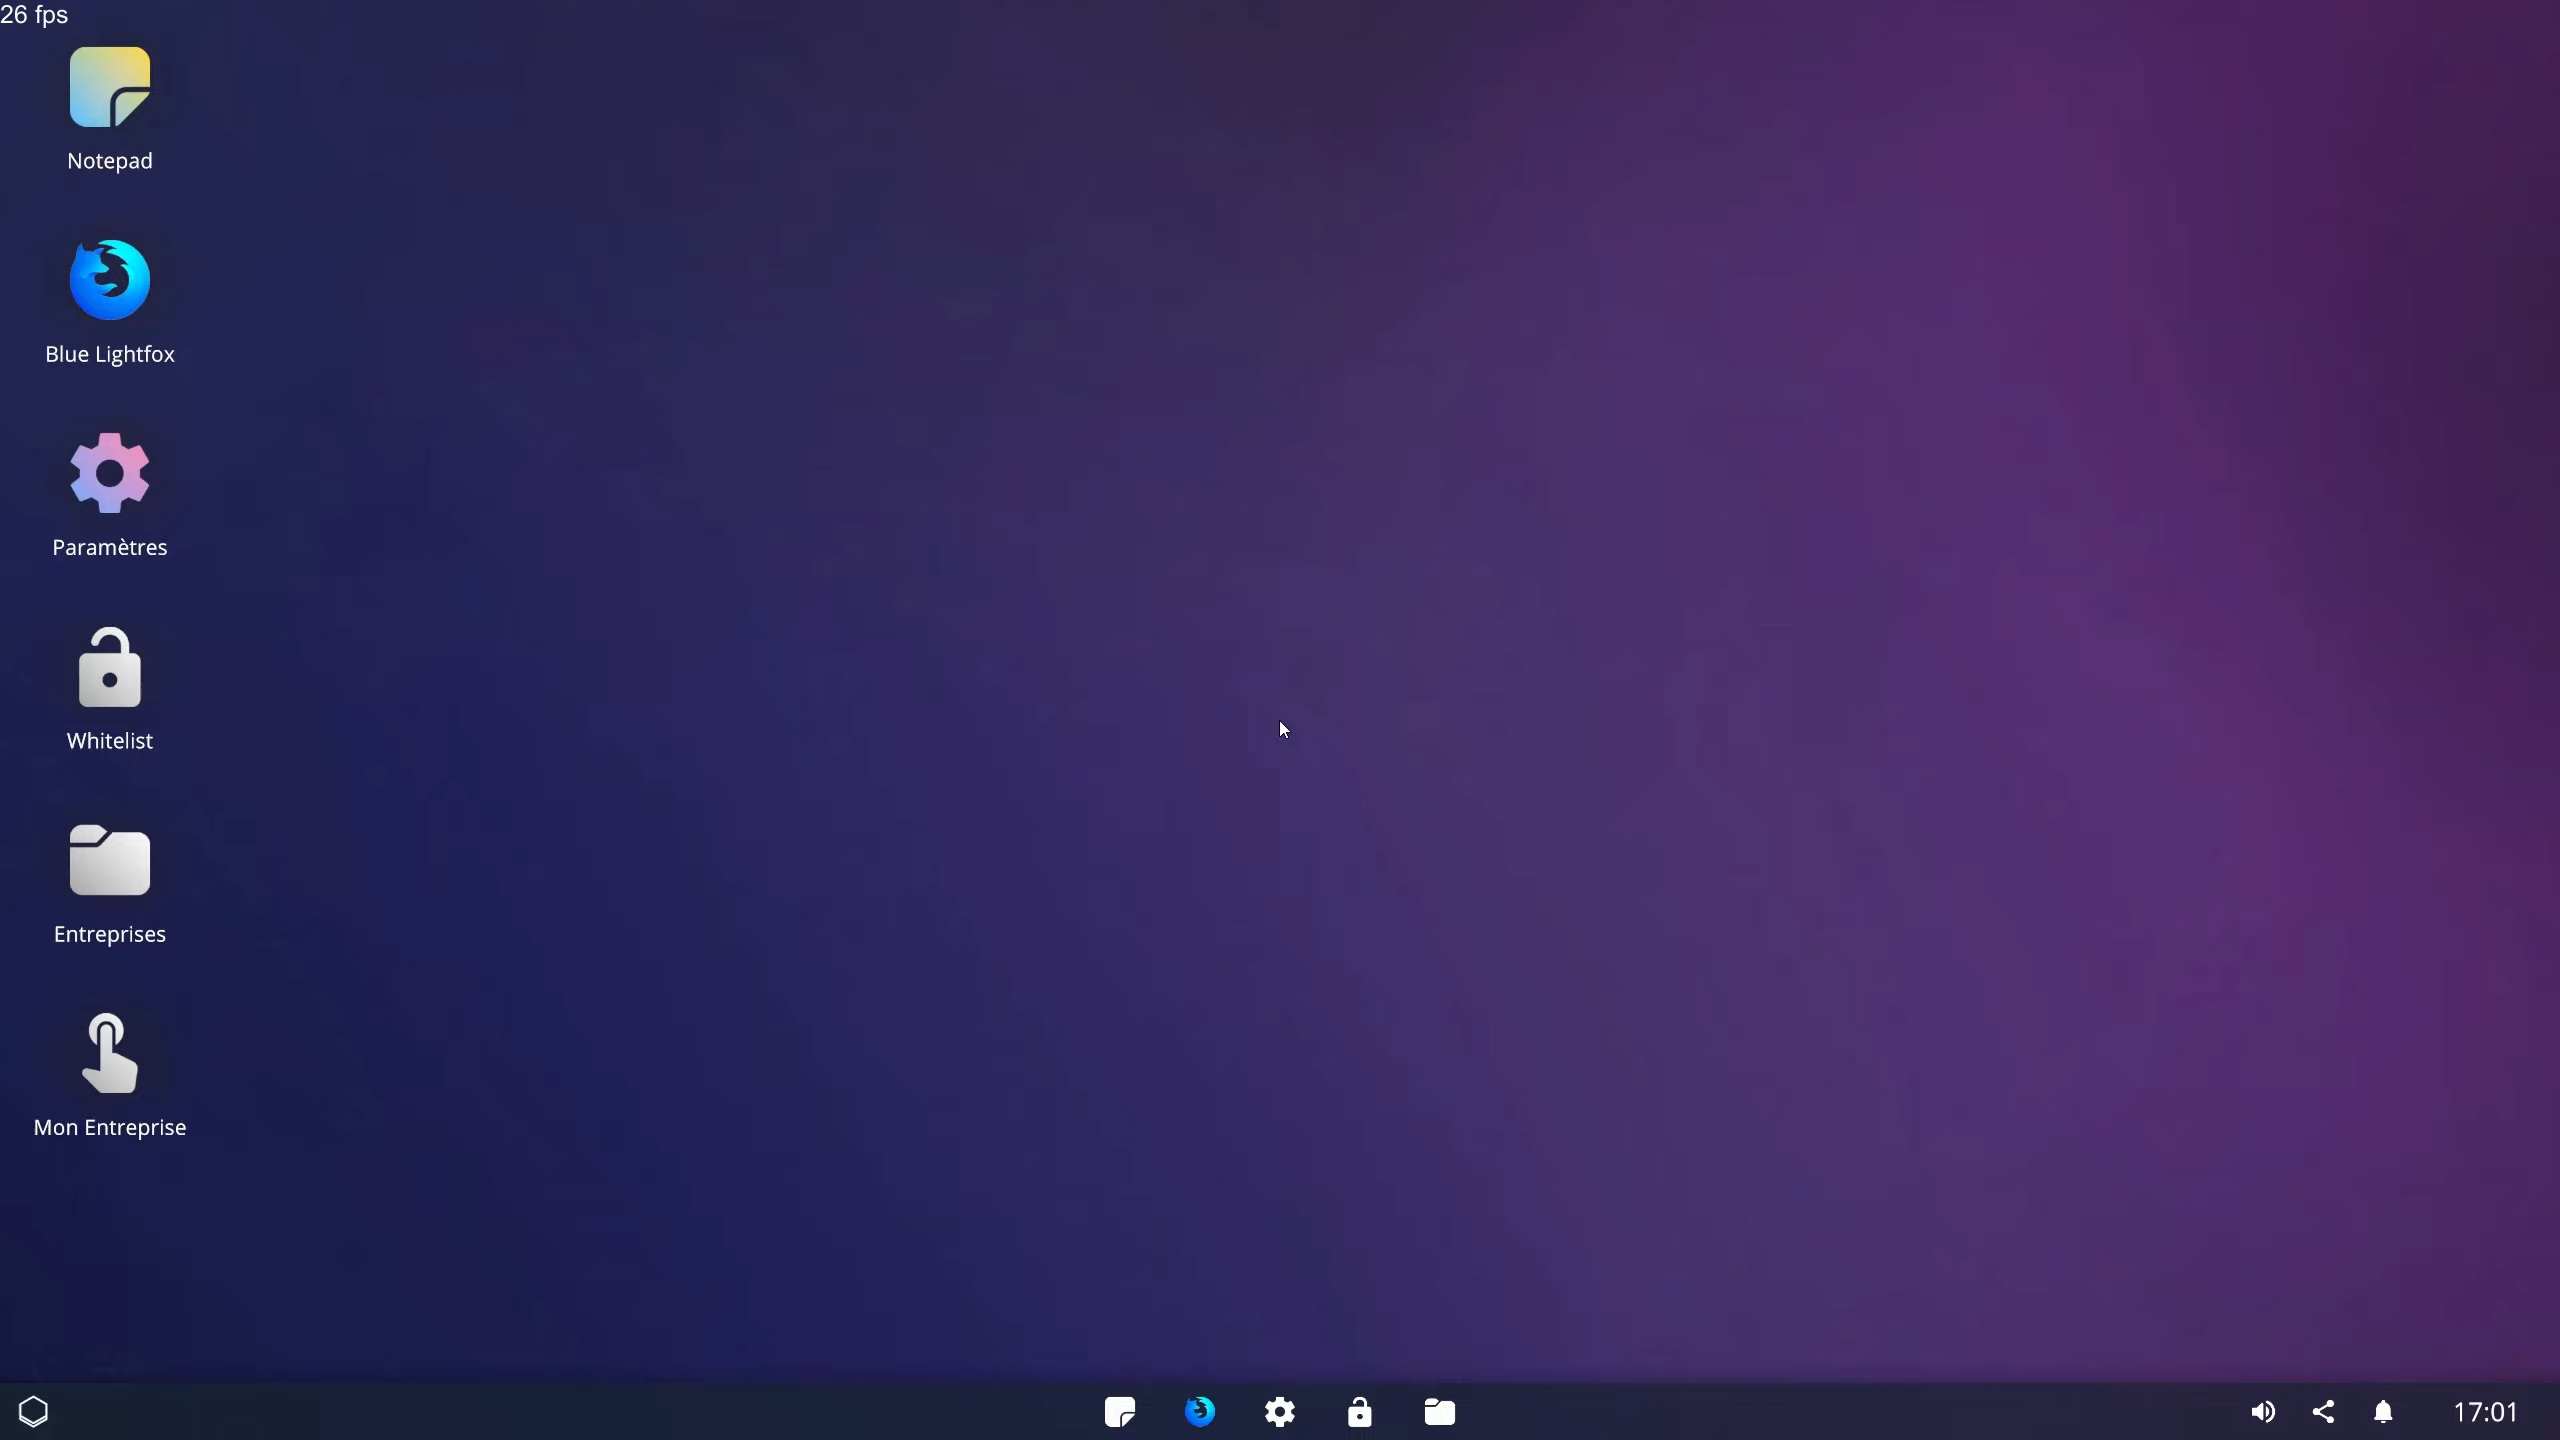 26 fps
Notepad
Blue Lightfox
Paramètres
Whitelist
Entreprises
Mon Entreprise
17:01